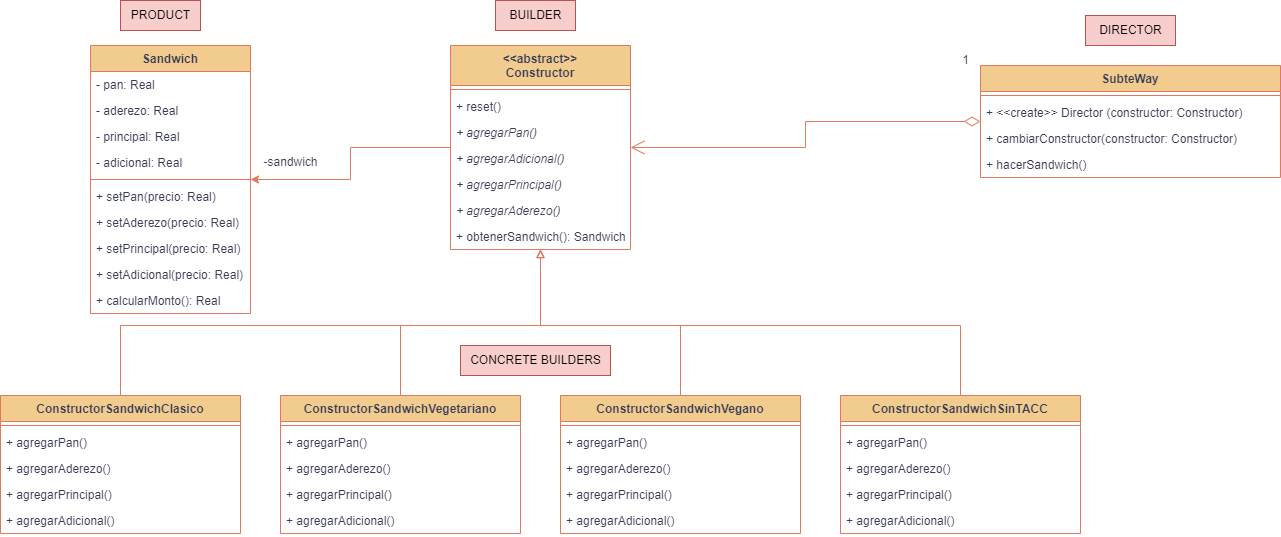 PRODUCT
BUILDER
DIRECTOR
Sandwich
- pan: Real
- aderezo: Real
- principal: Real
- adicional: Real
+ setPan(precio: Real)
+ setAderezo(precio: Real)
+ setPrincipal(precio: Real)
+ setAdicional(precio: Real)
+ calcularMonto(): Real
-sandwich
<<abstract>>
Constructor
+ reset()
+ agregarPan()
+ agregarAdicional()
+ agregarPrincipal()
+ agregarAderezo()
+ obtenerSandwich(): Sandwich
1
SubteWay
+ <<create>> Director (constructor: Constructor)
+ cambiarConstructor(constructor: Constructor)
+ hacerSandwich()
CONCRETE BUILDERS
ConstructorSandwichClasico
+ agregarPan()
+ agregarAderezo()
+ agregarPrincipal()
+ agregarAdicional()
ConstructorSandwichVegetariano
+ agregarPan()
+ agregarAderezo()
+ agregarPrincipal()
+ agregarAdicional()
ConstructorSandwichVegano
+ agregarPan()
+ agregarAderezo()
+ agregarPrincipal()
+ agregarAdicional()
ConstructorSandwichSinTACC
+ agregarPan()
+ agregarAderezo()
+ agregarPrincipal()
+ agregarAdicional()